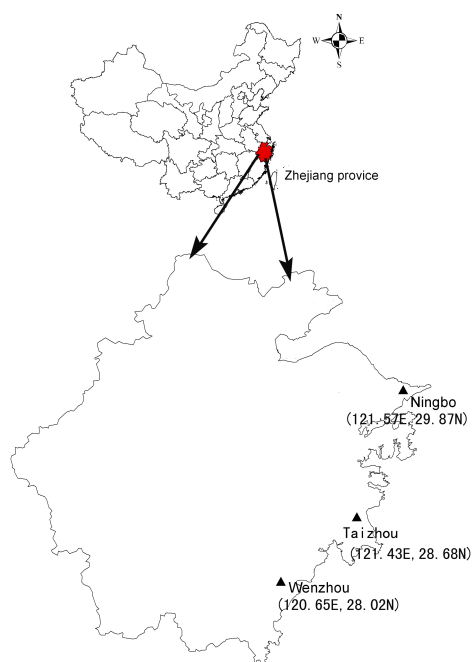 N
W E
S
Zhejiang provice
Ningbo
(121.57E, 29.87N)
Taizhou
(121.43E, 28.68N)
Wenzhou
(120.65E, 28.02N)